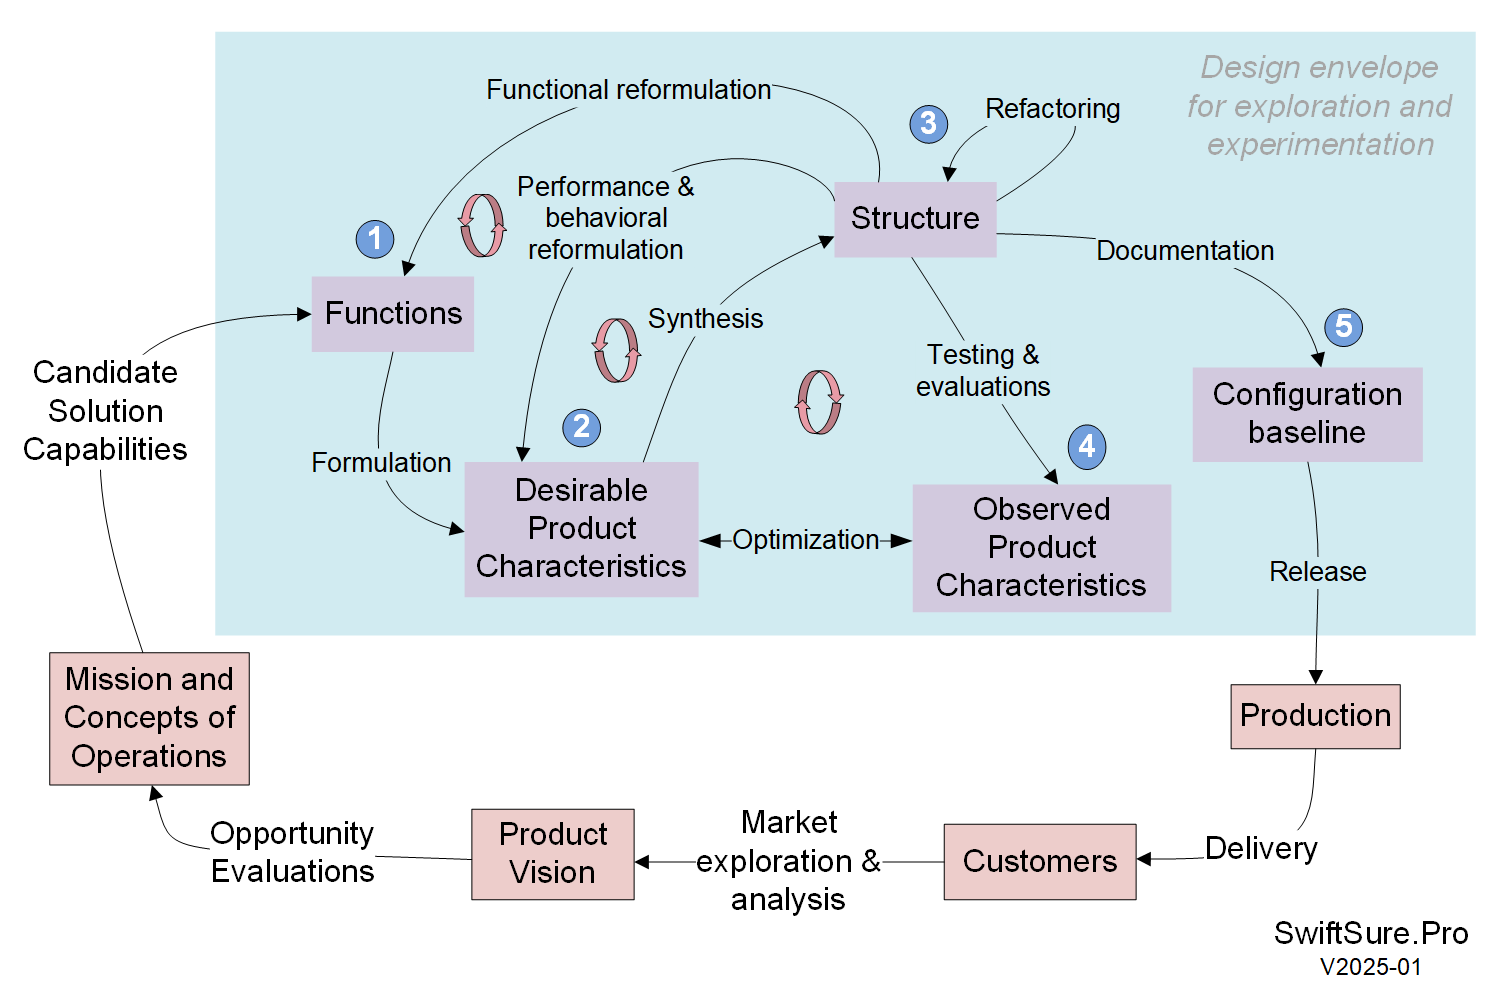 Design envelope
for exploration and
experimentation
Functional reformulation
Refactoring
3
Performance &
behavioral
reformulation
Structure
1
Documentation
Functions
Synthesis
5
Testing &
evaluations
Candidate
Solution
Capabilities
Configuration
baseline
2
4
Formulation
Desirable
Product
Characteristics
Optimization
Observed
Product
Characteristics
Release
Mission and
Concepts of
Operations
Production
Opportunity
Evaluations
Product
Vision
Market
exploration &
analysis
Customers
Delivery
SwiftSure.Pro
V2025-01